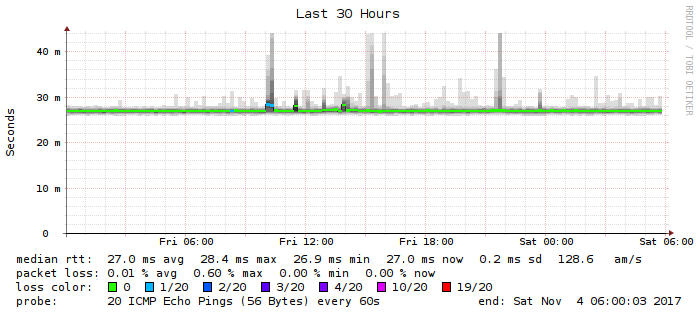 Last 30 Hours
RRDTOOL / TOBI OETIKER
Seconds
40 m
30 m
20 m
10 m
0
Fri 06:00 Fri 12:00 Fri 18:00 Sat 00:00 Sat 06:00
median rtt: 27.0 ms avg 28.4 ms max 26.9 ms min 27.0 ms now 0.2 ms sd 128.6 am/s
packet loss: 0.01 % avg 0.60 % max 0.00 % min 0.00 % now
loss color: 0 1/20 2/20 3/20 4/20 10/20 19/20
probe: 20 ICMP Echo Pings (56 Bytes) every 60s end: Sat Nov 4 06:00:03 2017